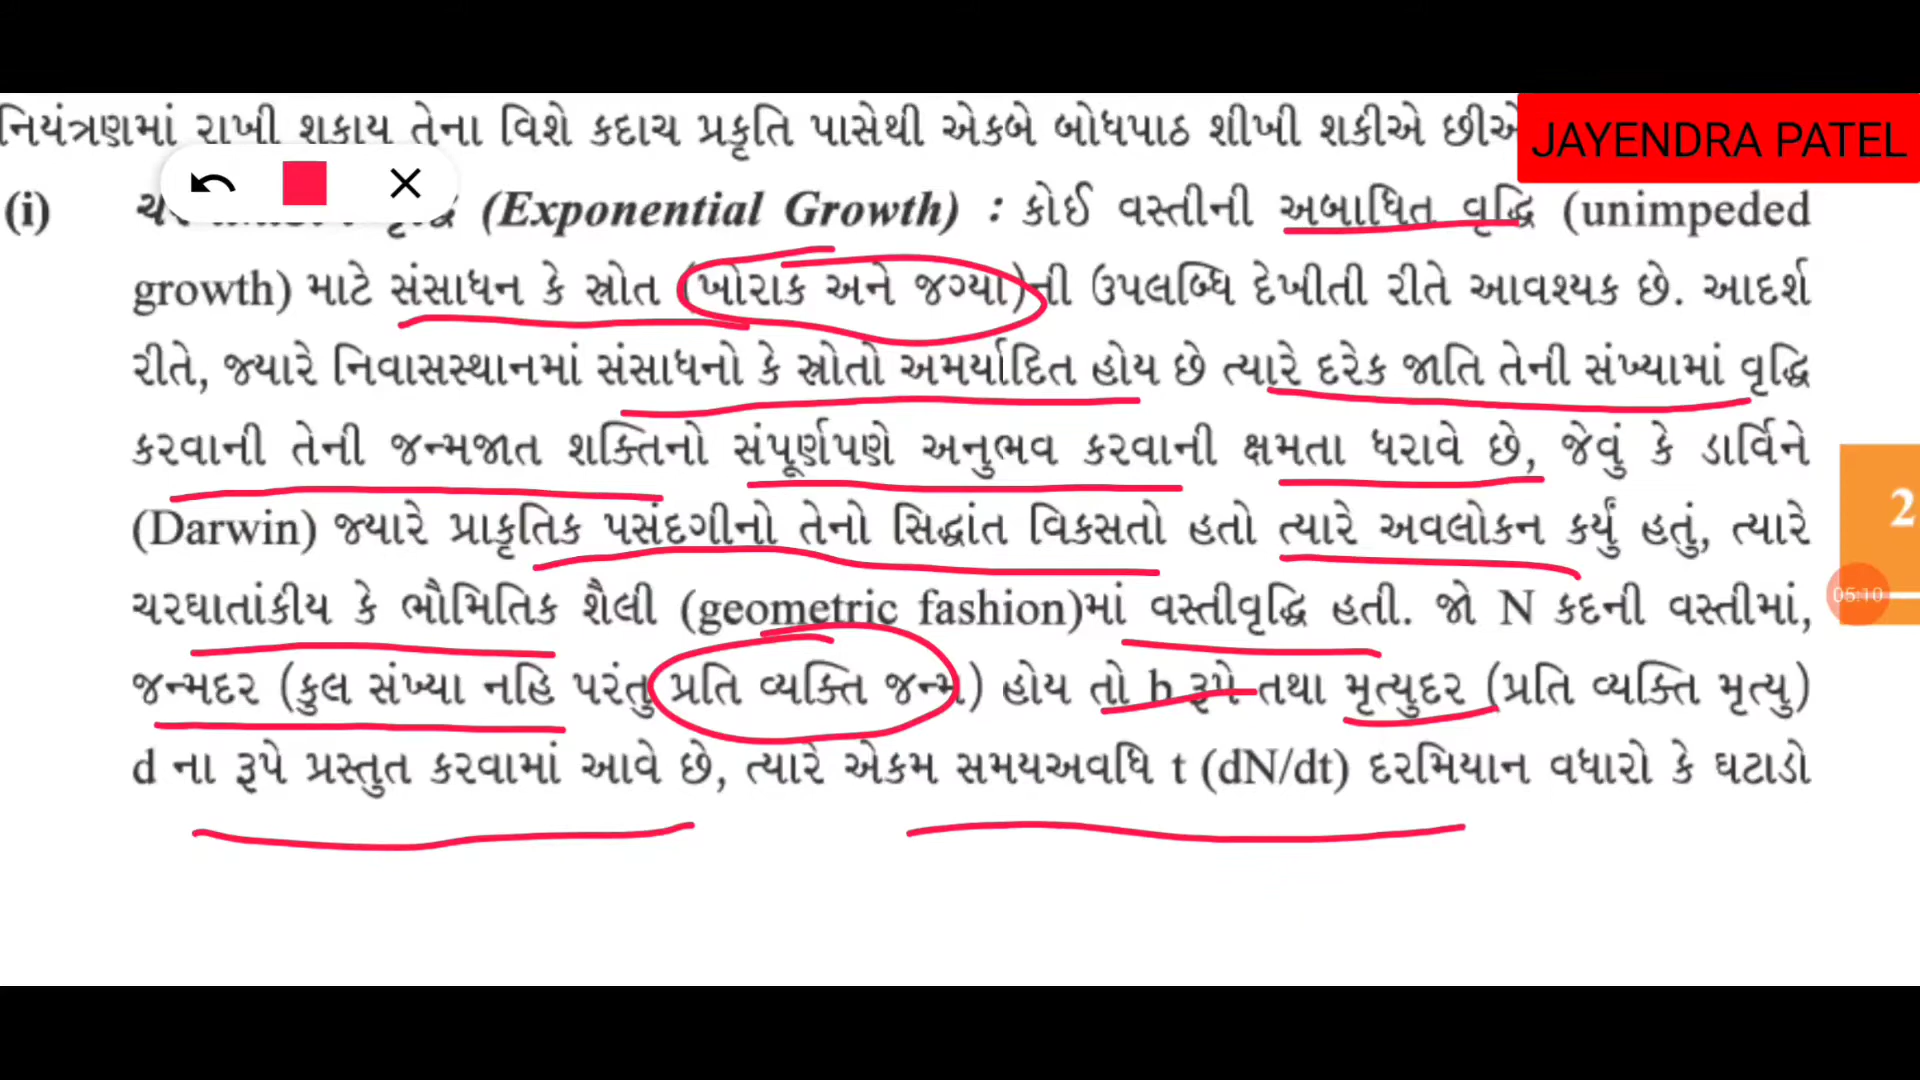 નિયંત્રણમાં રાખી શકાય તેના વિશે કદાચ પ્રકૃતિ પાસેથી એકબે બોધપાઠ શીખી શકીએ છીએ
JAYENDRA PATEL
(i) (Exponential Growth) : કોઈ વસ્તીની અબાધિત વૃદ્ધિ (unimpeded
growth) માટે સંસાધન કે સ્રોત (ખોરાક અને જગ્યા)ની ઉપલબ્ધિ દેખીતી રીતે આવશ્યક છે. આદર્શ
રીતે, જ્યારે નિવાસસ્થાનમાં સંસાધનો કે સ્રોતો અમર્યાદિત હોય છે ત્યારે દરેક જાતિ તેની સંખ્યામાં વૃદ્ધિ
કરવાની તેની જન્મજાત શક્તિનો સંપૂર્ણપણે અનુભવ કરવાની ક્ષમતા ધરાવે છે, જેવું કે ડાર્વિને
(Darwin) જ્યારે પ્રાકૃતિક પસંદગીનો તેનો સિદ્ધાંત વિકસતો હતો ત્યારે અવલોકન કર્યું હતું, ત્યારે
ચરઘાતાંકીય કે ભૌમિતિક શૈલી (geometric fashion)માં વસ્તીવૃદ્ધિ હતી. જો N કદની વસ્તીમાં,
જન્મદર (કુલ સંખ્યા નહિ પરંતુ પ્રતિ વ્યક્તિ જન્મ) હોય તો b રૂપે તથા મૃત્યુદર (પ્રતિ વ્યક્તિ મૃત્યુ)
d ના રૂપે પ્રસ્તુત કરવામાં આવે છે, ત્યારે એકમ સમયઅવધિ t (dN/dt) દરમિયાન વધારો કે ઘટાડો
2
05:10